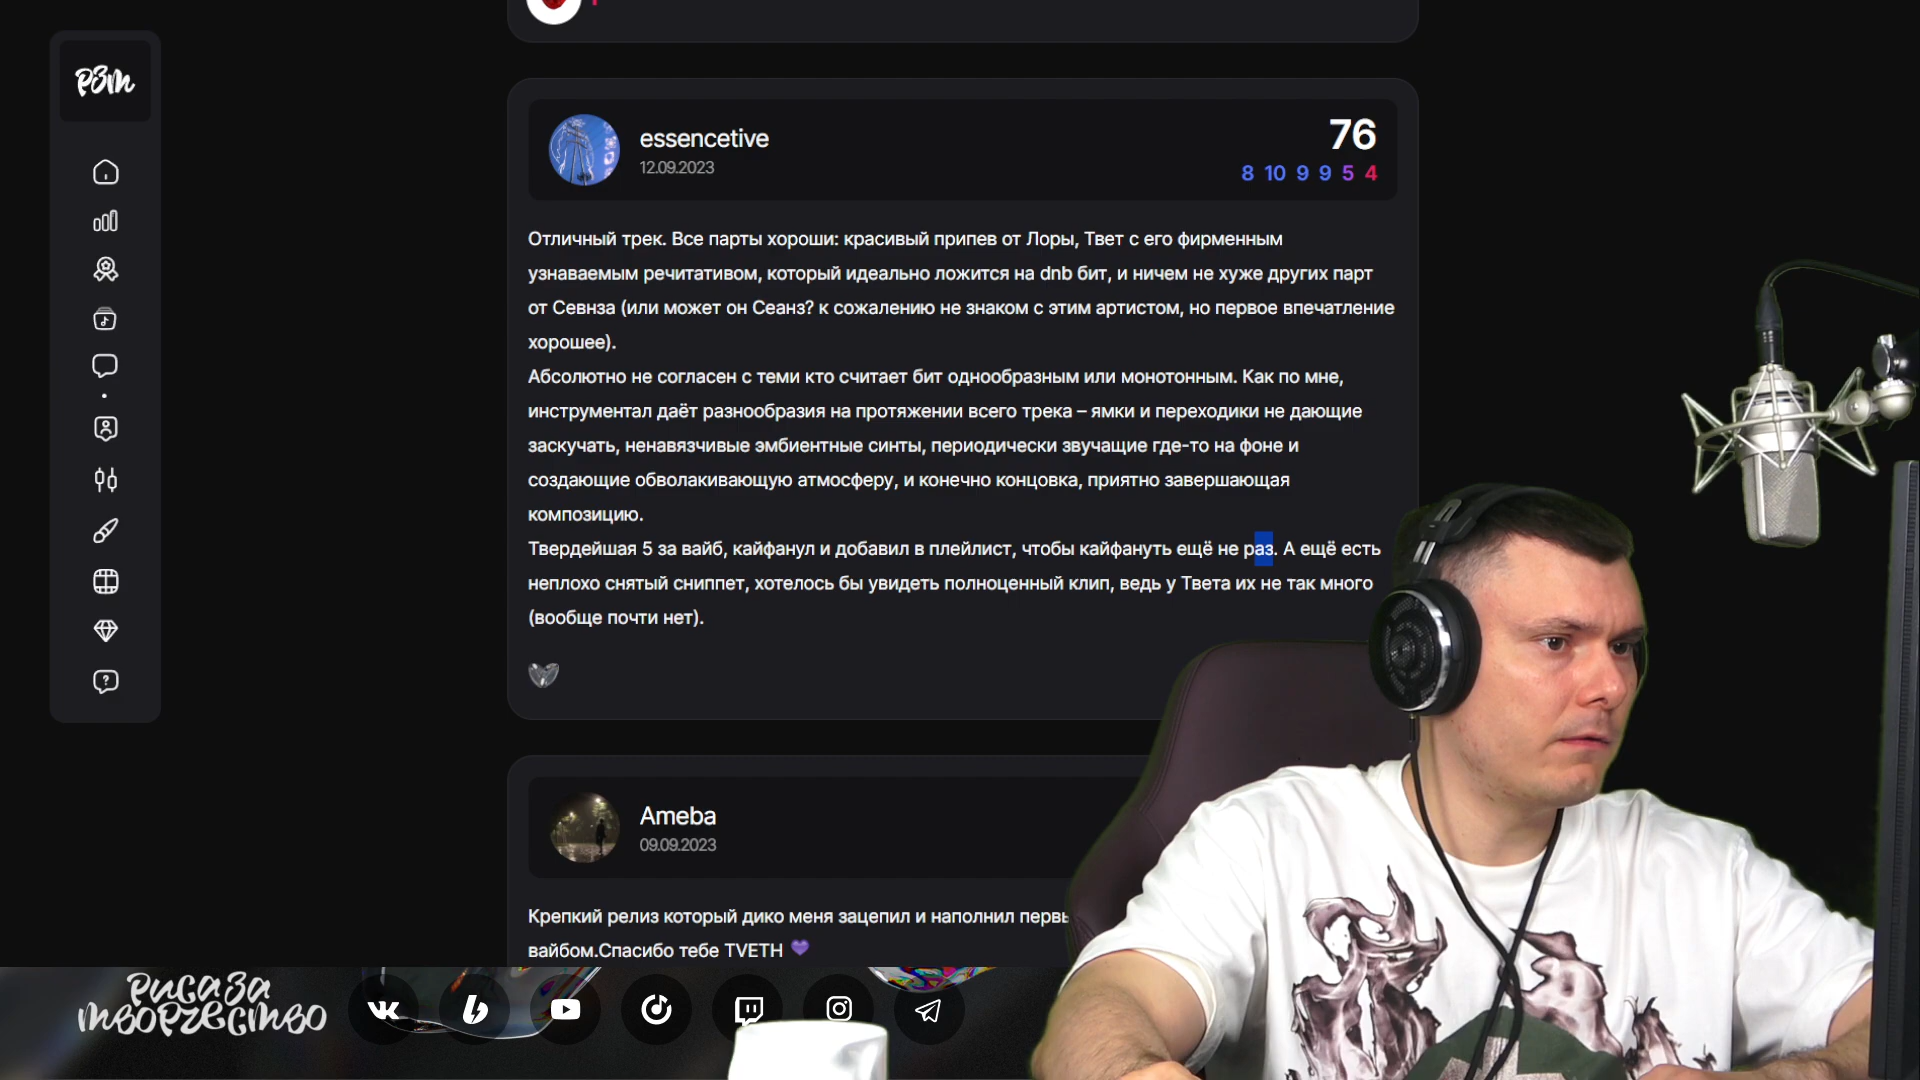 рЗт
essencetive
12.09.2023
76
8 10 9 9 5 4
Отличный трек. Все парты хороши: красивый припев от Лоры, Твет с его фирменным
узнаваемым речитативом, который идеально ложится на dnb бит, и ничем не хуже других парт
от Севнза (или может он Сеанз? к сожалению не знаком с этим артистом, но первое впечатление
хорошее).
Абсолютно не согласен с теми кто считает бит однообразным или монотонным. Как по мне,
инструментал даёт разнообразия на протяжении всего трека – ямки и переходики не дающие
заскучать, ненавязчивые эмбиентные синты, периодически звучащие где-то на фоне и
создающие обволакивающую атмосферу, и конечно концовка, приятно завершающая
композицию.
Твердейшая 5 за вайб, кайфанул и добавил в плейлист, чтобы кайфануть ещё не раз. А ещё есть
неплохо снятый сниппет, хотелось бы увидеть полноценный клип, ведь у Твета их не так много
(вообще почти нет).
Ameba
09.09.2023
Крепкий релиз который дико меня зацепил и наполнил
вайбом.Спасибо тебе TVETH 💜
риса за
творчество